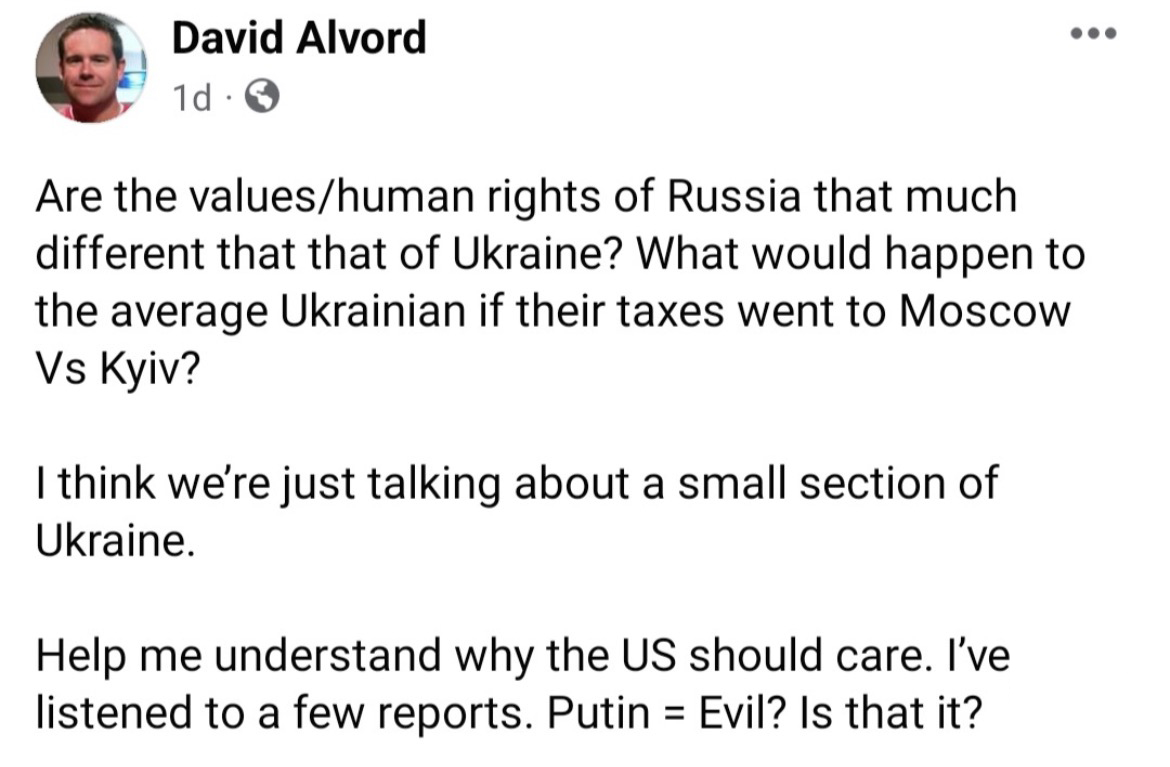 David Alvord
1d ·
Are the values/human rights of Russia that much
different that that of Ukraine? What would happen to
the average Ukrainian if their taxes went to Moscow
Vs Kyiv?
I think we’re just talking about a small section of
Ukraine.
Help me understand why the US should care. I’ve
listened to a few reports. Putin = Evil? Is that it?